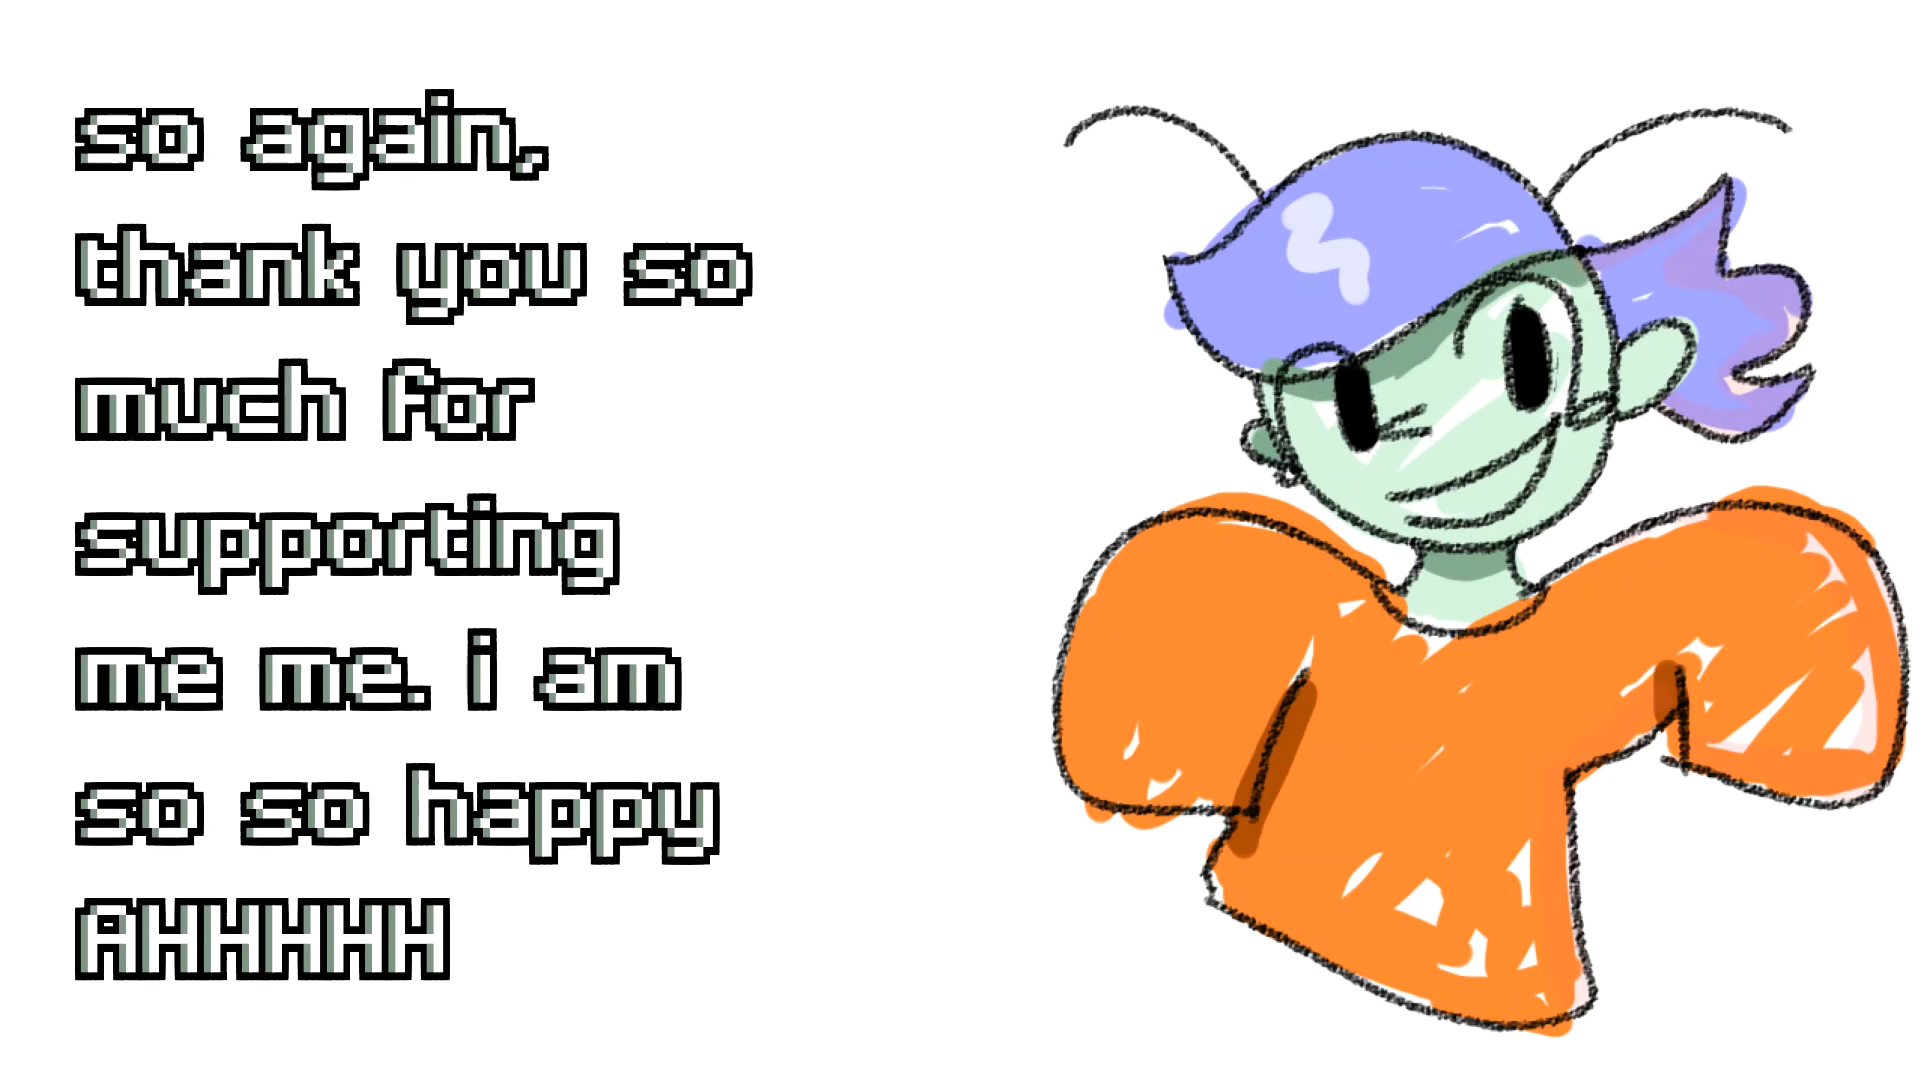 so again,
thank you so
much for
supporting
me me. i am
so so happy
AHHHHH